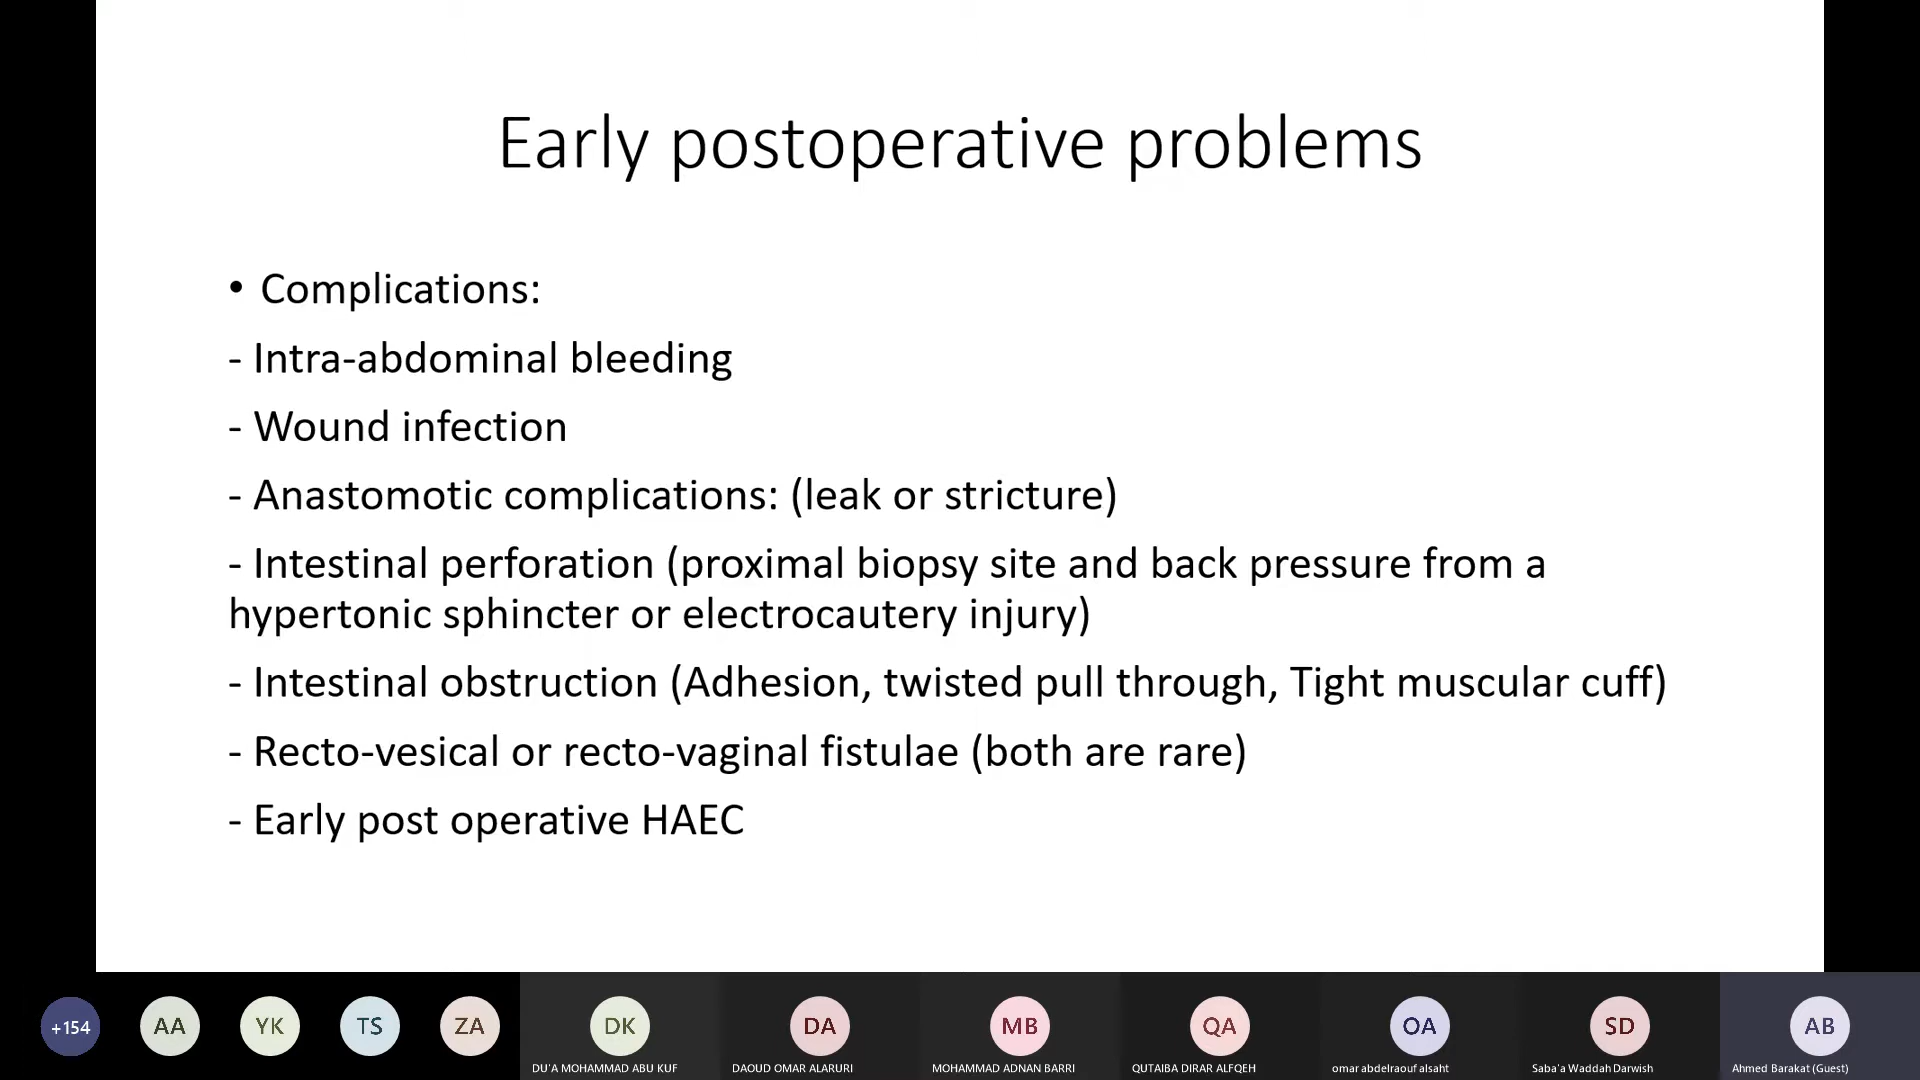 Early postoperative problems
• Complications:
- Intra-abdominal bleeding
- Wound infection
- Anastomotic complications: (leak or stricture)
- Intestinal perforation (proximal biopsy site and back pressure from a
hypertonic sphincter or electrocautery injury)
- Intestinal obstruction (Adhesion, twisted pull through, Tight muscular cuff)
- Recto-vesical or recto-vaginal fistulae (both are rare)
- Early post operative HAEC
+154 AA YK TS ZA DK DA MB QA OA SD AB
DU'A MOHAMMAD ABU KUF DAOUD OMAR ALARURI MOHAMMAD ADNAN BARRI QUTAIBA DIRAR ALFQEH omar abdelraouf alsaht Saba'a Waddah Darwish Ahmed Barakat (Guest)